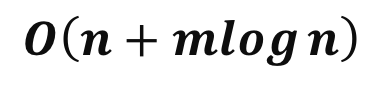 O(n + mlog n)